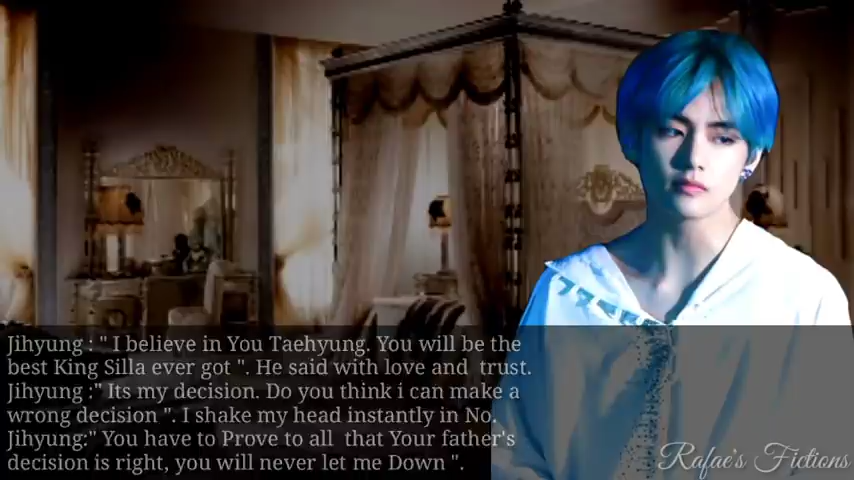 Jihyung : " I believe in You Taehyung. You will be the
best King Silla ever got ". He said with love and trust.
Jihyung :" Its my decision. Do you think i can make a
wrong decision ". I shake my head instantly in No.
Jihyung:" You have to Prove to all that Your father's
decision is right, you will never let me Down ".
Rafae's Fictions